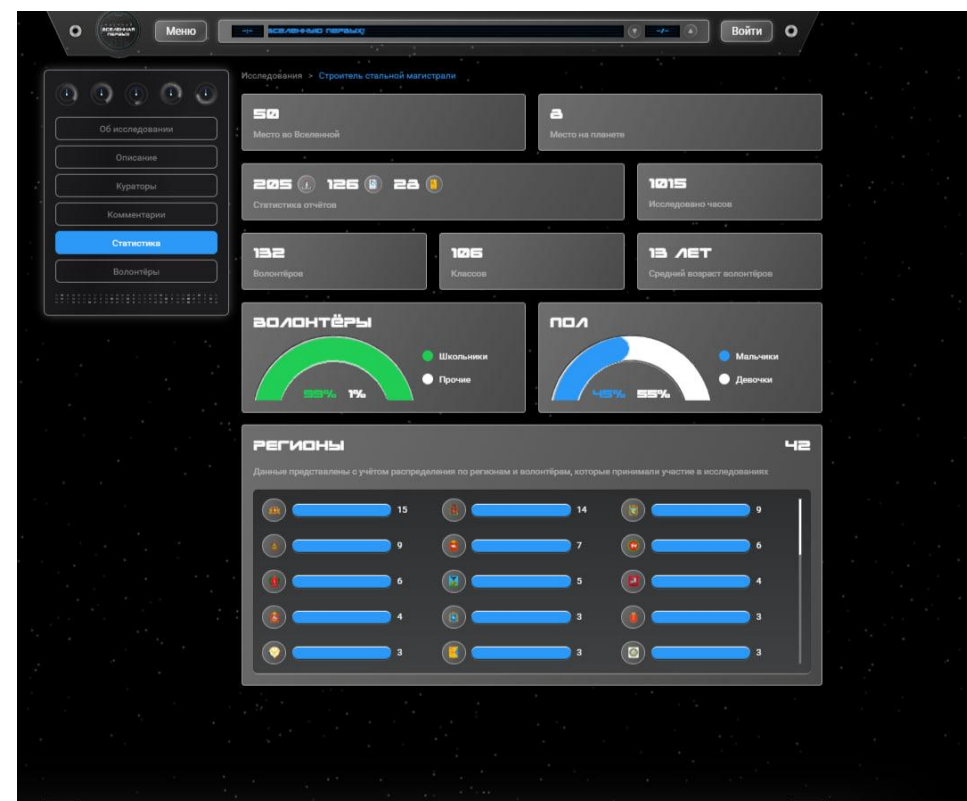 ВСЕЛЕННАЯ
ПЕРВЫХ
Меню
ВСЕЛЕННУЮ ПЕРВЫХ!
-/-
Войти
Исследования > Строитель стальной магистрали
Об исследовании
Описание
Кураторы
Комментарии
Статистика
Волонтёры
50
Место во Вселенной
8
Место на планете
205 126 28
Статистика отчётов
1015
Исследовано часов
132
Волонтёров
106
Классов
13 ЛЕТ
Средний возраст волонтёров
ВОЛОНТЁРЫ
Школьники
Прочие
99% 1%
ПОЛ
Мальчики
Девочки
45% 55%
РЕГИОНЫ 42
Данные представлены с учётом распределения по регионам и волонтёрам, которые принимали участие в исследованиях
15 14 9
9 7 6
6 5 4
4 3 3
3 3 3